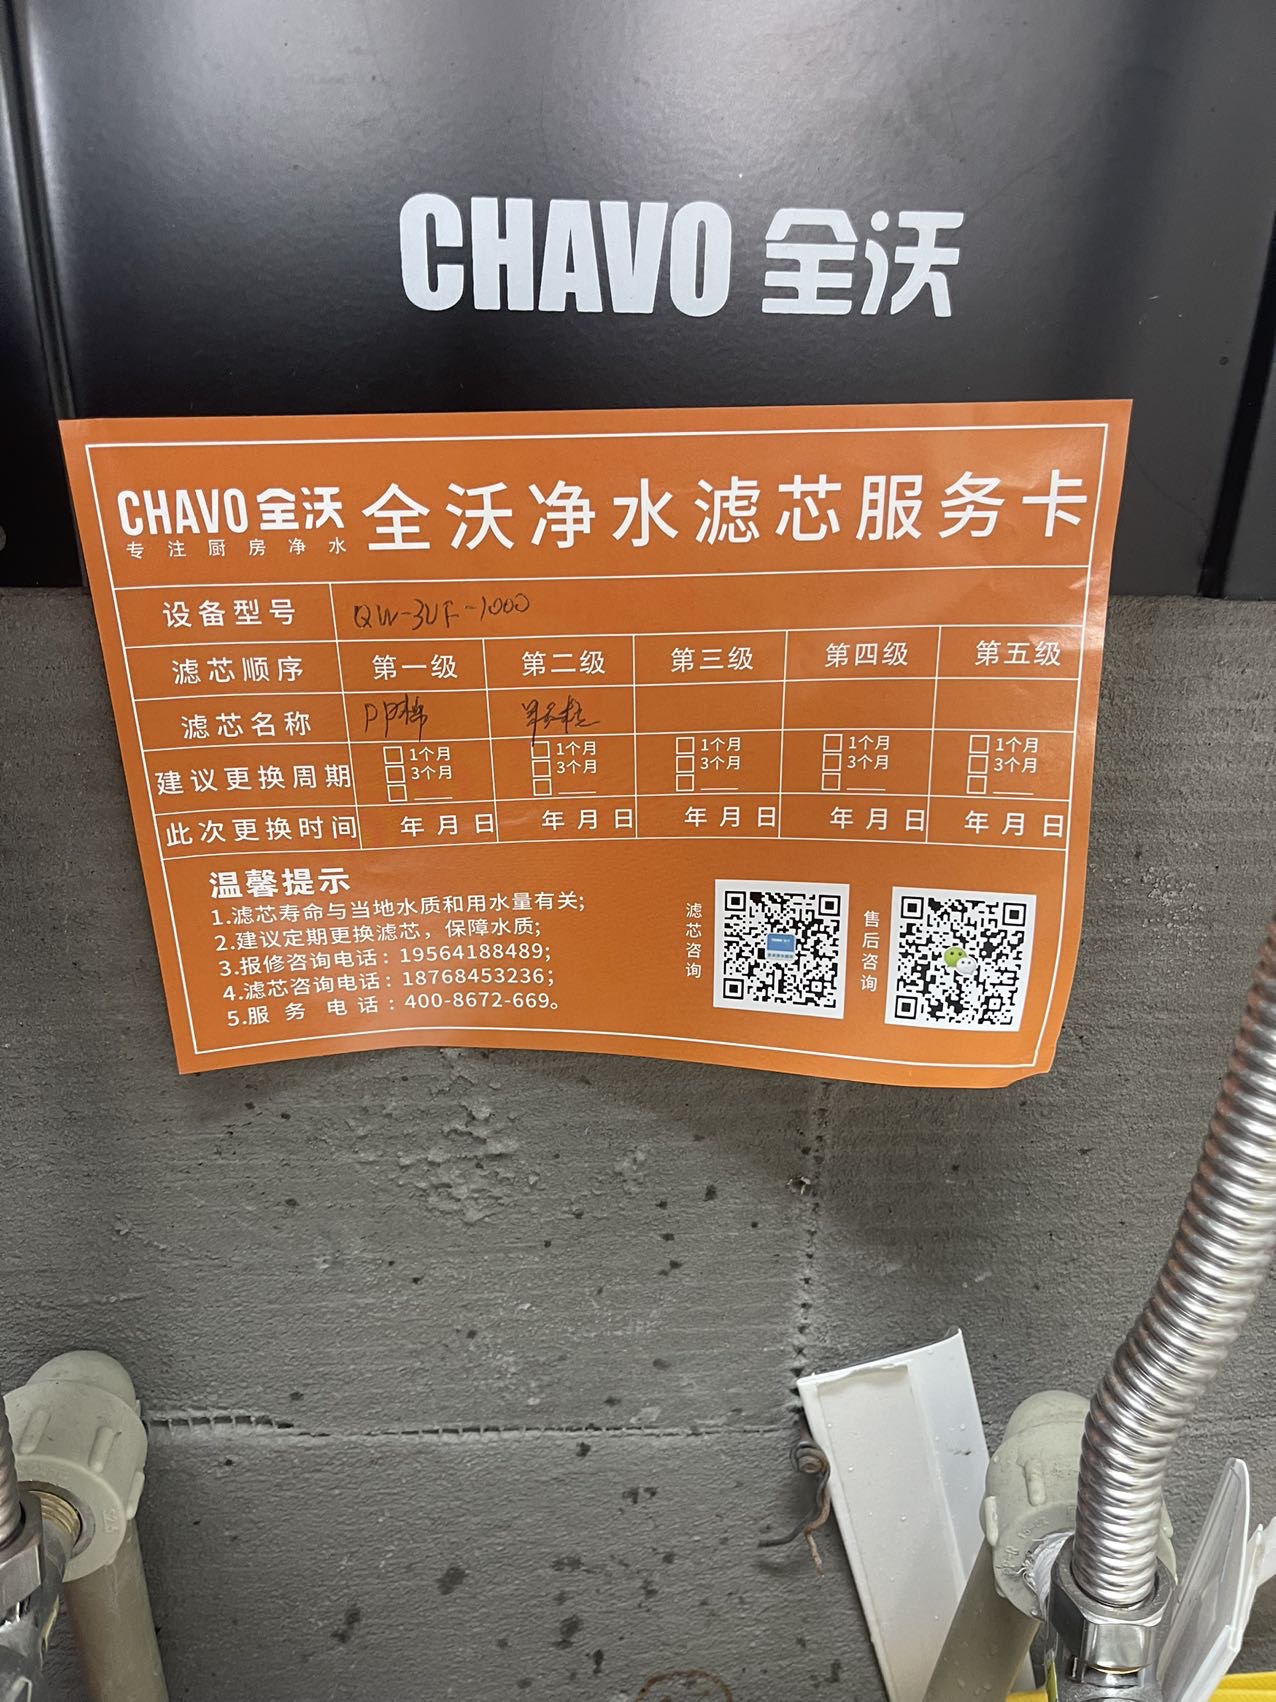 CHAVO 全沃
CHAVO 全沃
专注厨房净水
全沃净水滤芯服务卡
设备型号 QW-3UF-1000
滤芯顺序 第一级 第二级 第三级 第四级 第五级
滤芯名称 PP棉
建议更换周期 1个月 1个月 1个月 1个月 1个月
3个月 3个月 3个月 3个月 3个月
此次更换时间 年 月 日 年 月 日 年 月 日 年 月 日 年 月 日
温馨提示
1.滤芯寿命与当地水质和用水量有关;
2.建议定期更换滤芯，保障水质;
3.报修咨询电话：19564188489;
4.滤芯咨询电话：18768453236;
5.服务电话：400-8672-669。
滤芯咨询
售后咨询